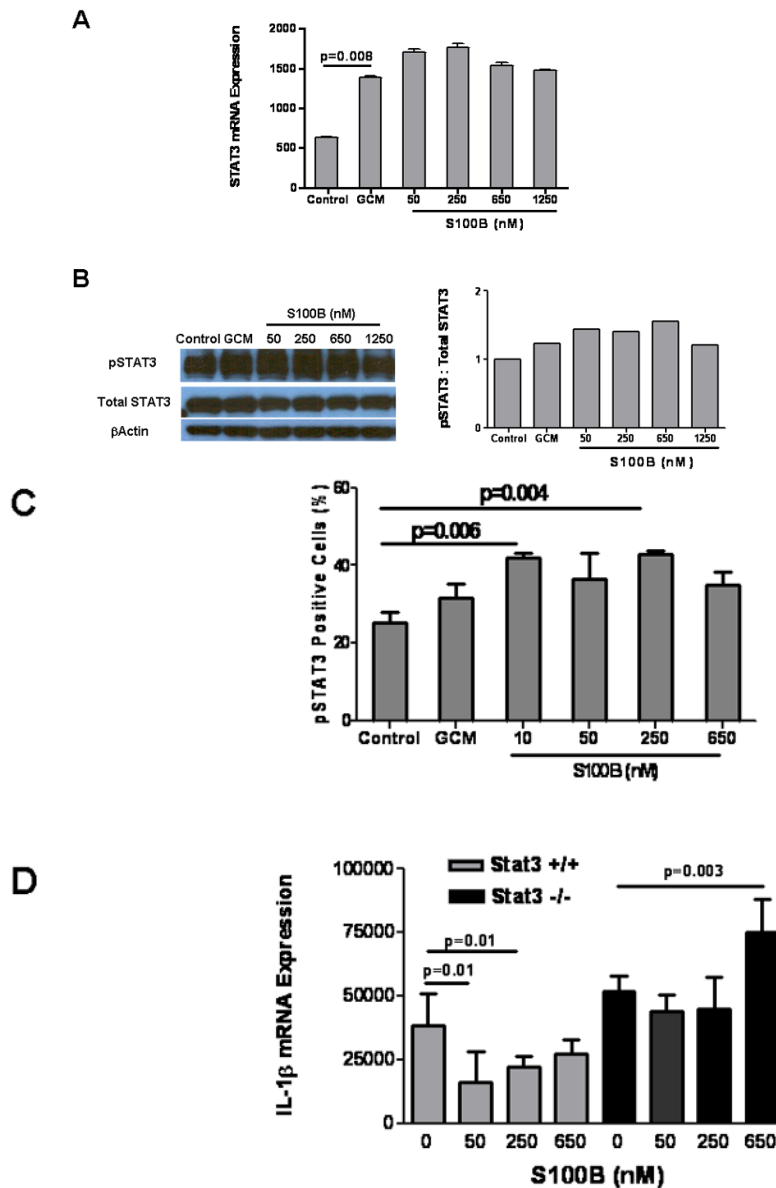 A
STAT3 mRNA Expression
2000
1500
1000
500
0
p=0.008
Control GCM 50 250 650 1250
S100B (nM)
B
S100B (nM)
Control GCM 50 250 650 1250
pSTAT3
Total STAT3
βActin
pSTAT3 : Total STAT3
2
1
0
Control GCM 50 250 650 1250
S100B (nM)
C
pSTAT3 Positive Cells (%)
60
40
20
0
p=0.004
p=0.006
Control GCM 10 50 250 650
S100B (nM)
D
IL-1β mRNA Expression
100000
75000
50000
25000
0
Stat3 +/+
Stat3 -/-
p=0.003
p=0.01
p=0.01
0 50 250 650 0 50 250 650
S100B (nM)